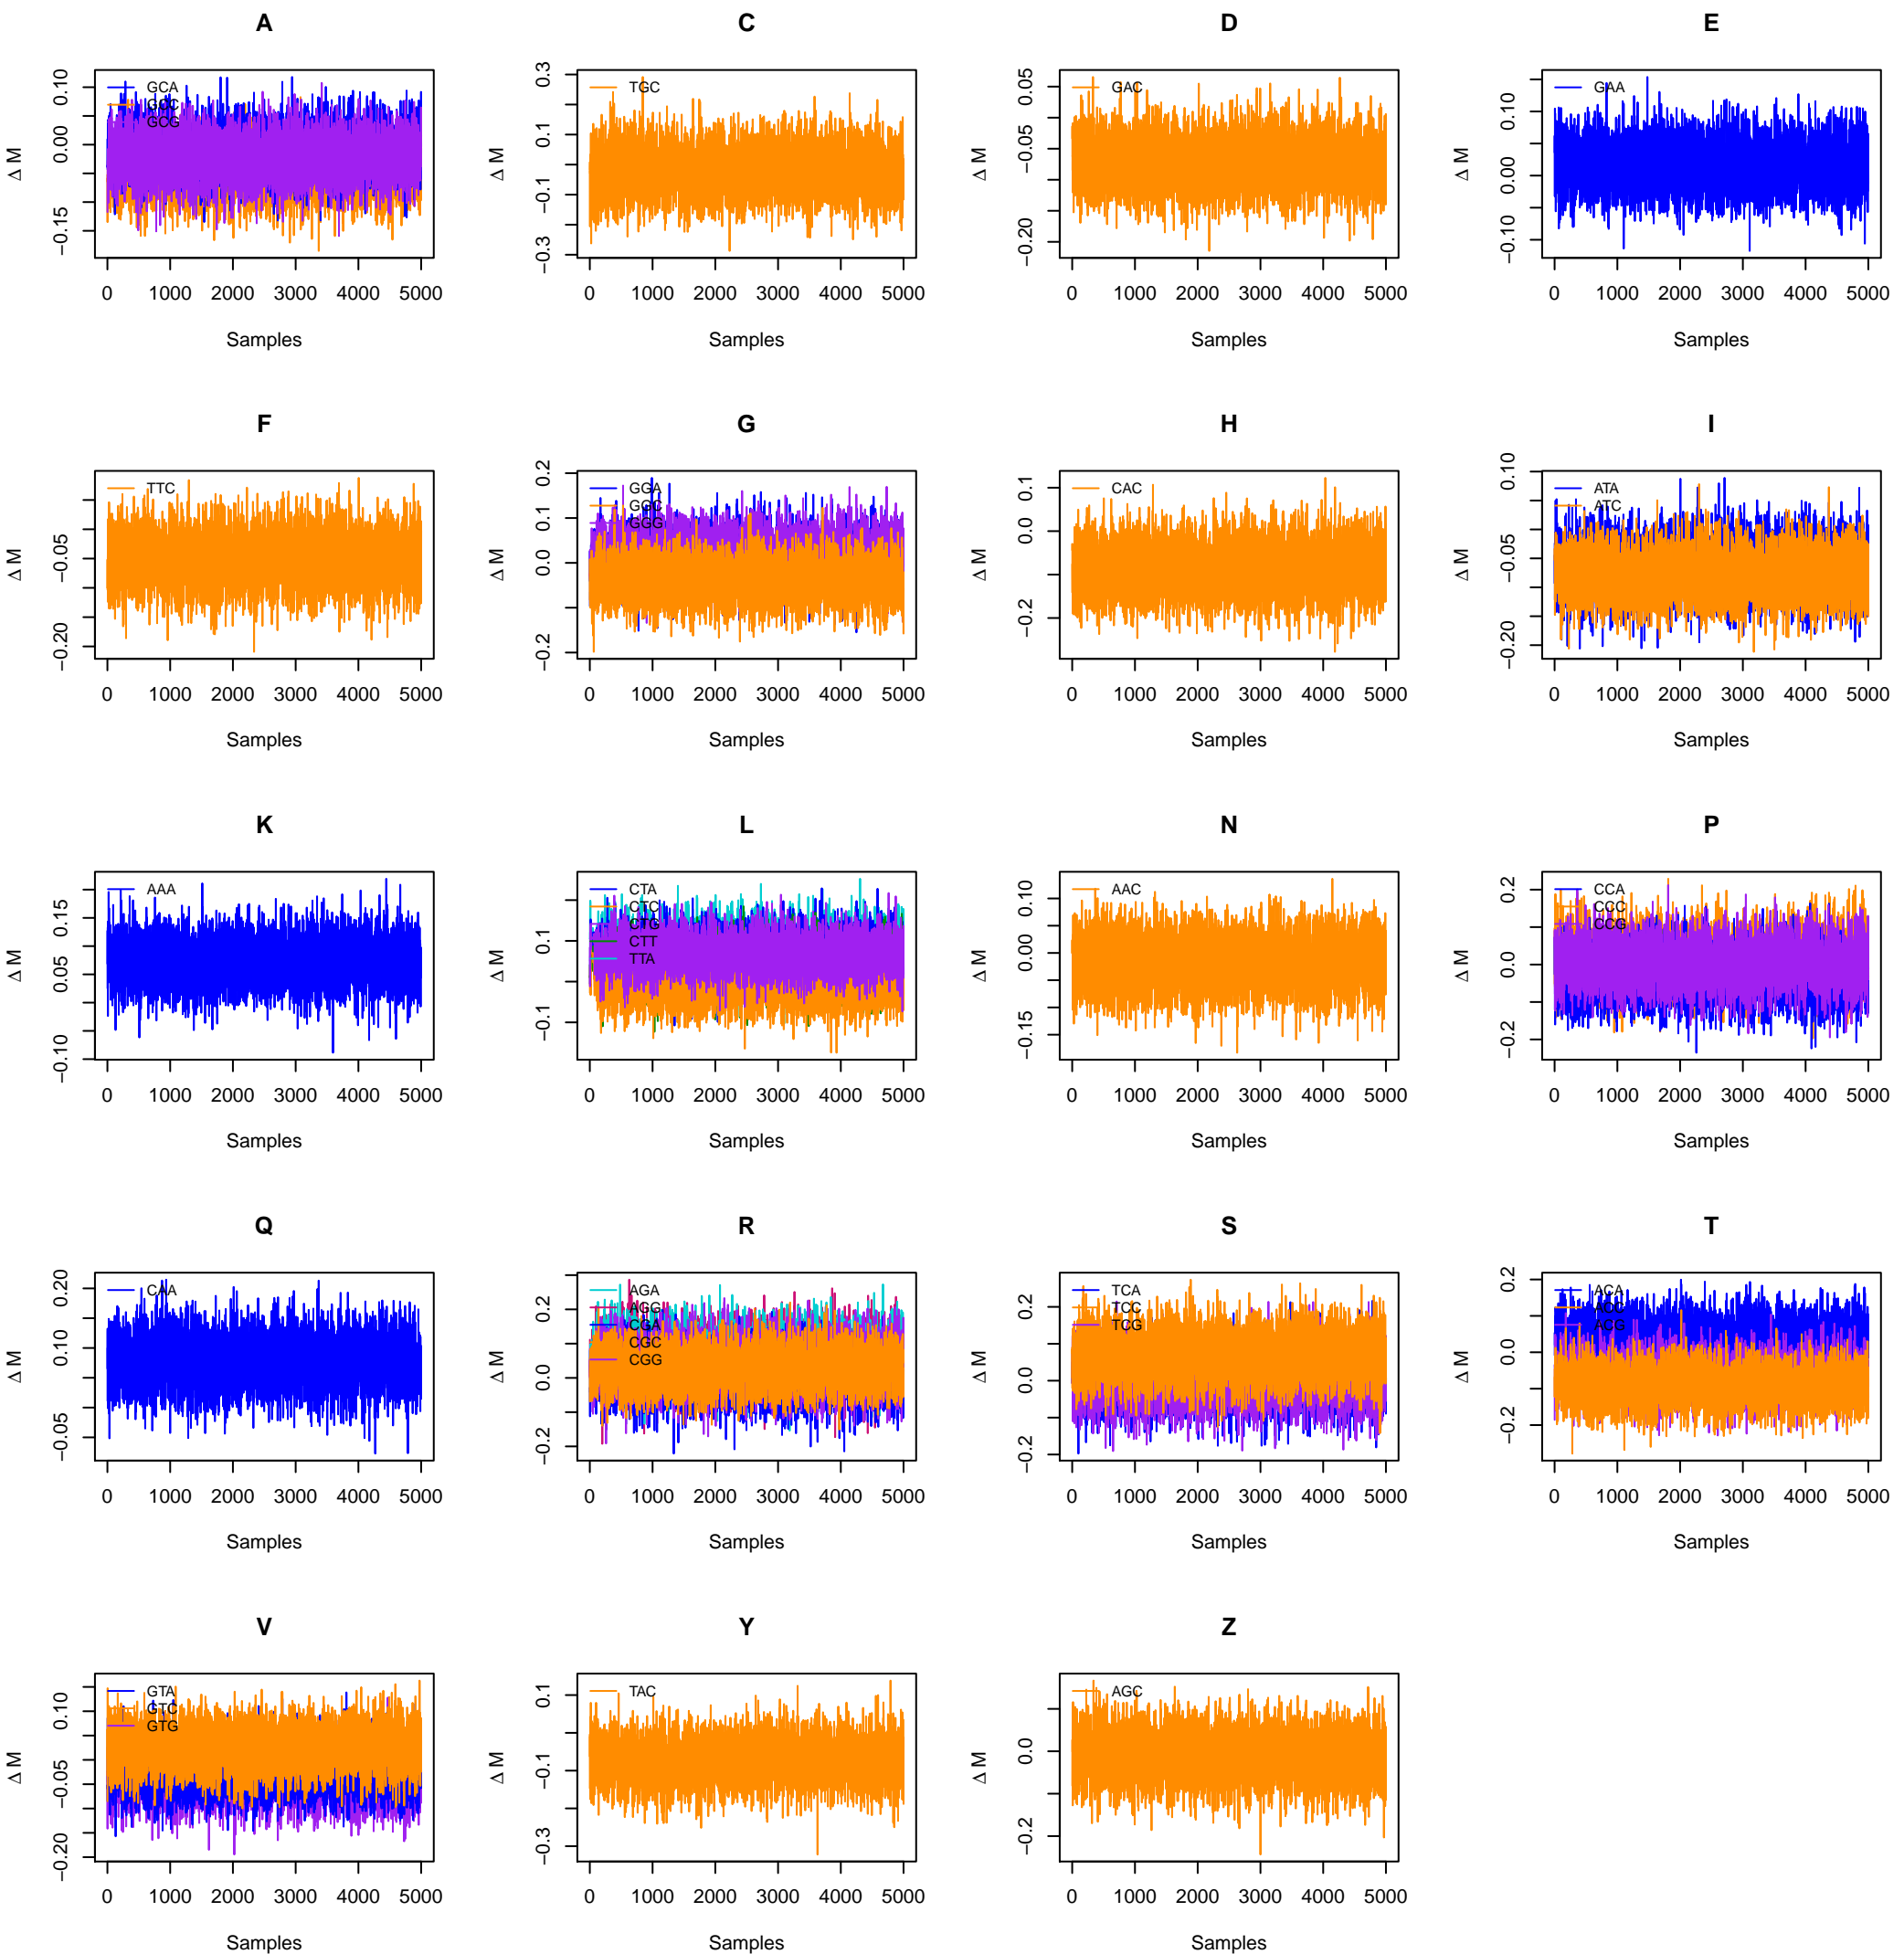 A
C
D
E
ΔM
0.10
0.00
−0.15
GCA
GCC
GCG
0 1000 2000 3000 4000 5000
Samples
ΔM
0.3
0.1
−0.1
−0.3
TGC
0 1000 2000 3000 4000 5000
Samples
ΔM
0.05
−0.05
−0.20
GAC
0 1000 2000 3000 4000 5000
Samples
ΔM
0.10
0.00
−0.10
GAA
0 1000 2000 3000 4000 5000
Samples
F
G
H
I
ΔM
−0.05
−0.20
TTC
0 1000 2000 3000 4000 5000
Samples
ΔM
0.2
0.1
0.0
−0.2
GGA
GGC
GGG
0 1000 2000 3000 4000 5000
Samples
ΔM
0.1
0.0
−0.2
CAC
0 1000 2000 3000 4000 5000
Samples
ΔM
0.10
−0.05
−0.20
ATA
ATC
0 1000 2000 3000 4000 5000
Samples
K
L
N
P
ΔM
0.15
0.05
−0.10
AAA
0 1000 2000 3000 4000 5000
Samples
ΔM
0.1
−0.1
CTA
CTC
CTG
CTT
TTA
0 1000 2000 3000 4000 5000
Samples
ΔM
0.10
0.00
−0.15
AAC
0 1000 2000 3000 4000 5000
Samples
ΔM
0.2
0.0
−0.2
CCA
CCC
CCG
0 1000 2000 3000 4000 5000
Samples
Q
R
S
T
ΔM
0.20
0.10
−0.05
CAA
0 1000 2000 3000 4000 5000
Samples
ΔM
0.2
0.0
−0.2
AGA
AGG
CGA
CGC
CGG
0 1000 2000 3000 4000 5000
Samples
ΔM
0.2
0.0
−0.2
TCA
TCC
TCG
0 1000 2000 3000 4000 5000
Samples
ΔM
0.2
0.0
−0.2
ACA
ACC
ACG
0 1000 2000 3000 4000 5000
Samples
V
Y
Z
ΔM
0.10
−0.05
−0.20
GTA
GTC
GTG
0 1000 2000 3000 4000 5000
Samples
ΔM
0.1
−0.1
−0.3
TAC
0 1000 2000 3000 4000 5000
Samples
ΔM
0.0
−0.2
AGC
0 1000 2000 3000 4000 5000
Samples